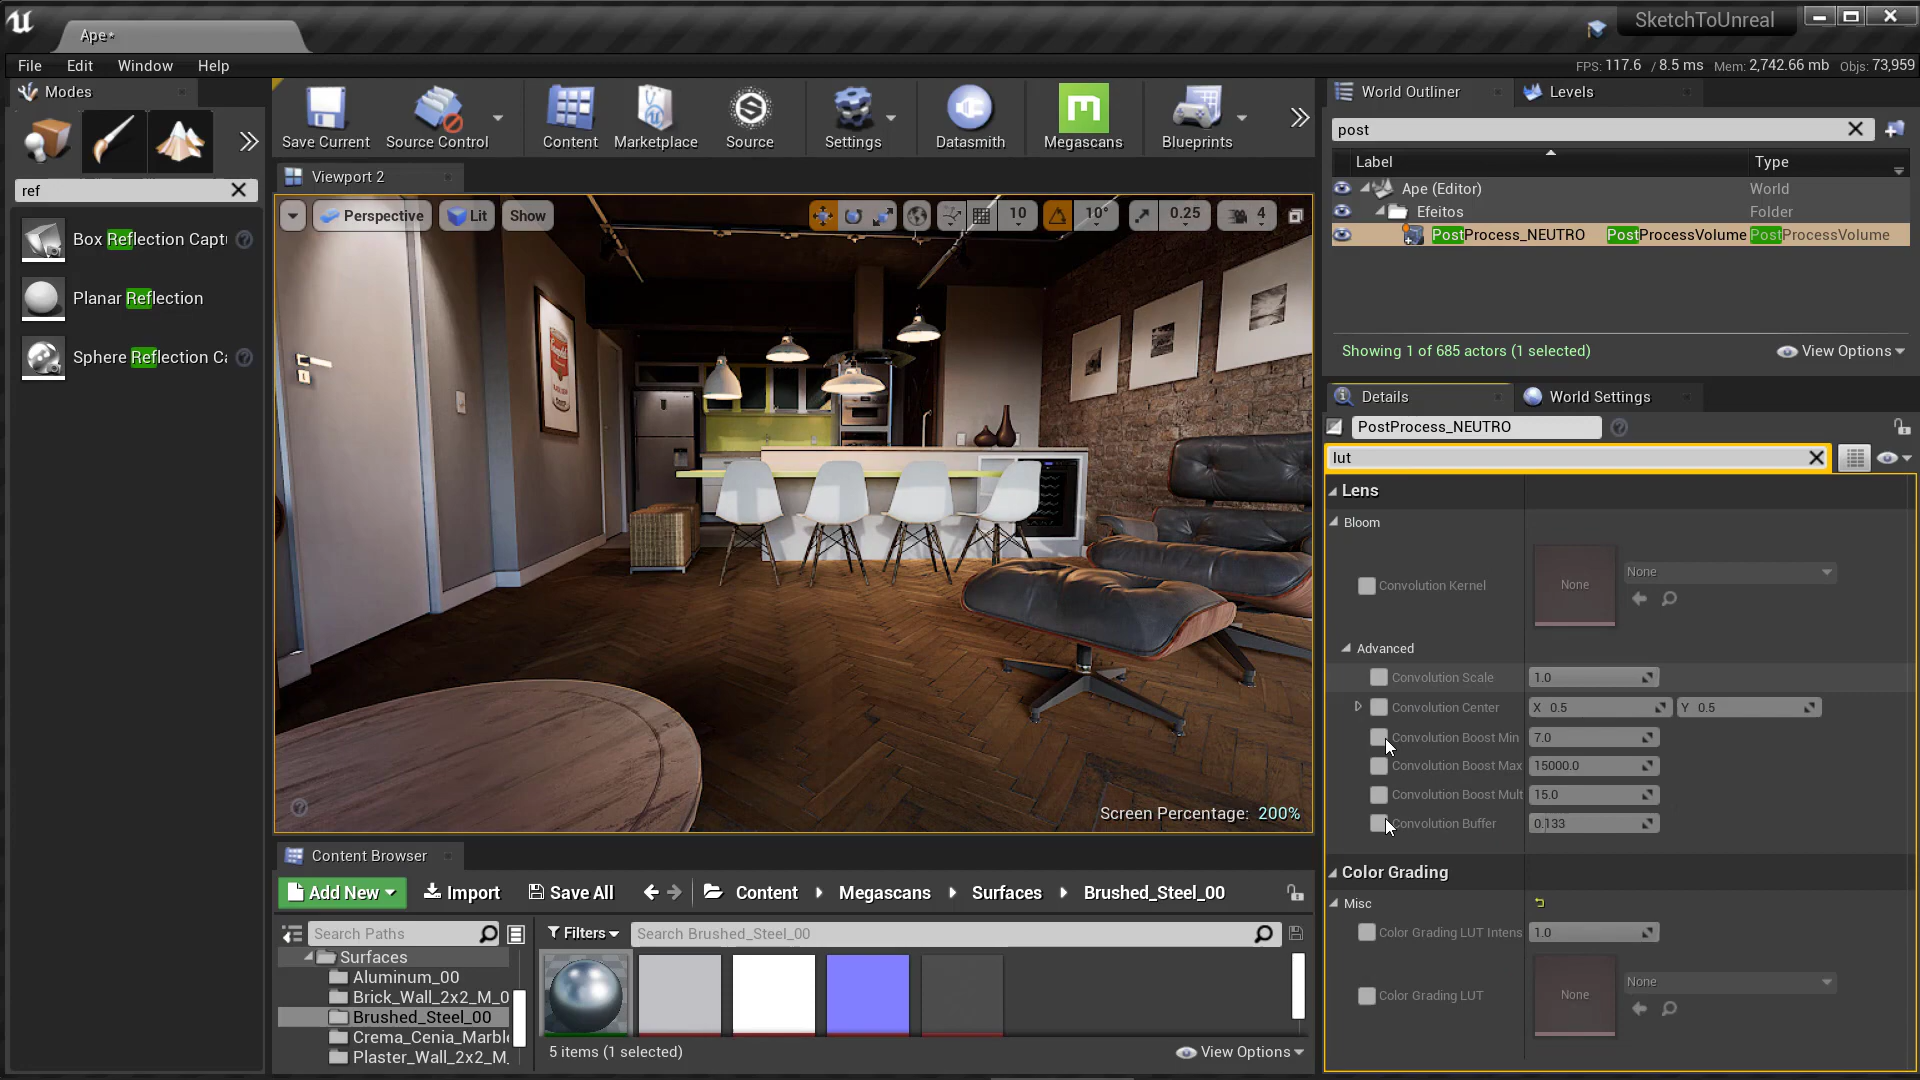 Ape*
SketchToUnreal
File Edit Window Help
FPS: 117.6 / 8.5 ms Mem: 2,742.66 mb Objs: 73,959
Modes
ref
Box Reflection Captu
Planar Reflection
Sphere Reflection Ca
Save Current
Source Control
Content
Marketplace
Source
Settings
Datasmith
Megascans
Blueprints
Viewport 2
Perspective
Lit
Show
10
10°
0.25
4
Screen Percentage: 200%
Content Browser
Add New
Import
Save All
Content
Megascans
Surfaces
Brushed_Steel_00
Search Paths
Filters
Search Brushed_Steel_00
Surfaces
Aluminum_00
Brick_Wall_2x2_M_0
Brushed_Steel_00
Crema_Cenia_Marble
Plaster_Wall_2x2_M_
5 items (1 selected)
View Options
World Outliner
Levels
post
Label Type
Ape (Editor) World
Efeitos Folder
PostProcess_NEUTRO PostProcessVolume PostProcessVolume
Showing 1 of 685 actors (1 selected)
View Options
Details
World Settings
PostProcess_NEUTRO
lut
Lens
Bloom
Convolution Kernel
None
None
Advanced
Convolution Scale 1.0
Convolution Center X 0.5 Y 0.5
Convolution Boost Min 7.0
Convolution Boost Max 15000.0
Convolution Boost Mult 15.0
Convolution Buffer 0.133
Color Grading
Misc
Color Grading LUT Intens 1.0
Color Grading LUT
None
None